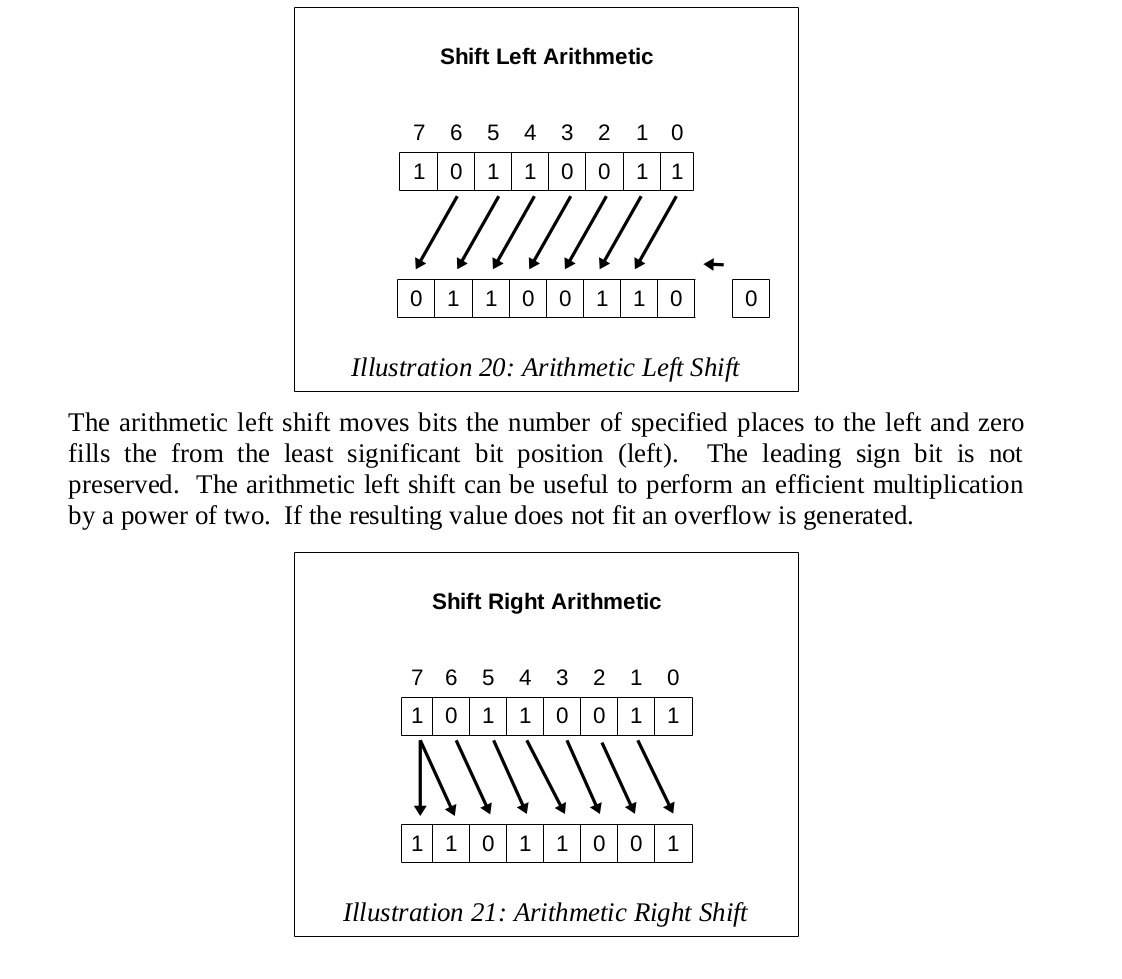 Shift Left Arithmetic
7 6 5 4 3 2 1 0
1 0 1 1 0 0 1 1
0 1 1 0 0 1 1 0 0
Illustration 20: Arithmetic Left Shift
The arithmetic left shift moves bits the number of specified places to the left and zero
fills the from the least significant bit position (left). The leading sign bit is not
preserved. The arithmetic left shift can be useful to perform an efficient multiplication
by a power of two. If the resulting value does not fit an overflow is generated.
Shift Right Arithmetic
7 6 5 4 3 2 1 0
1 0 1 1 0 0 1 1
1 1 0 1 1 0 0 1
Illustration 21: Arithmetic Right Shift